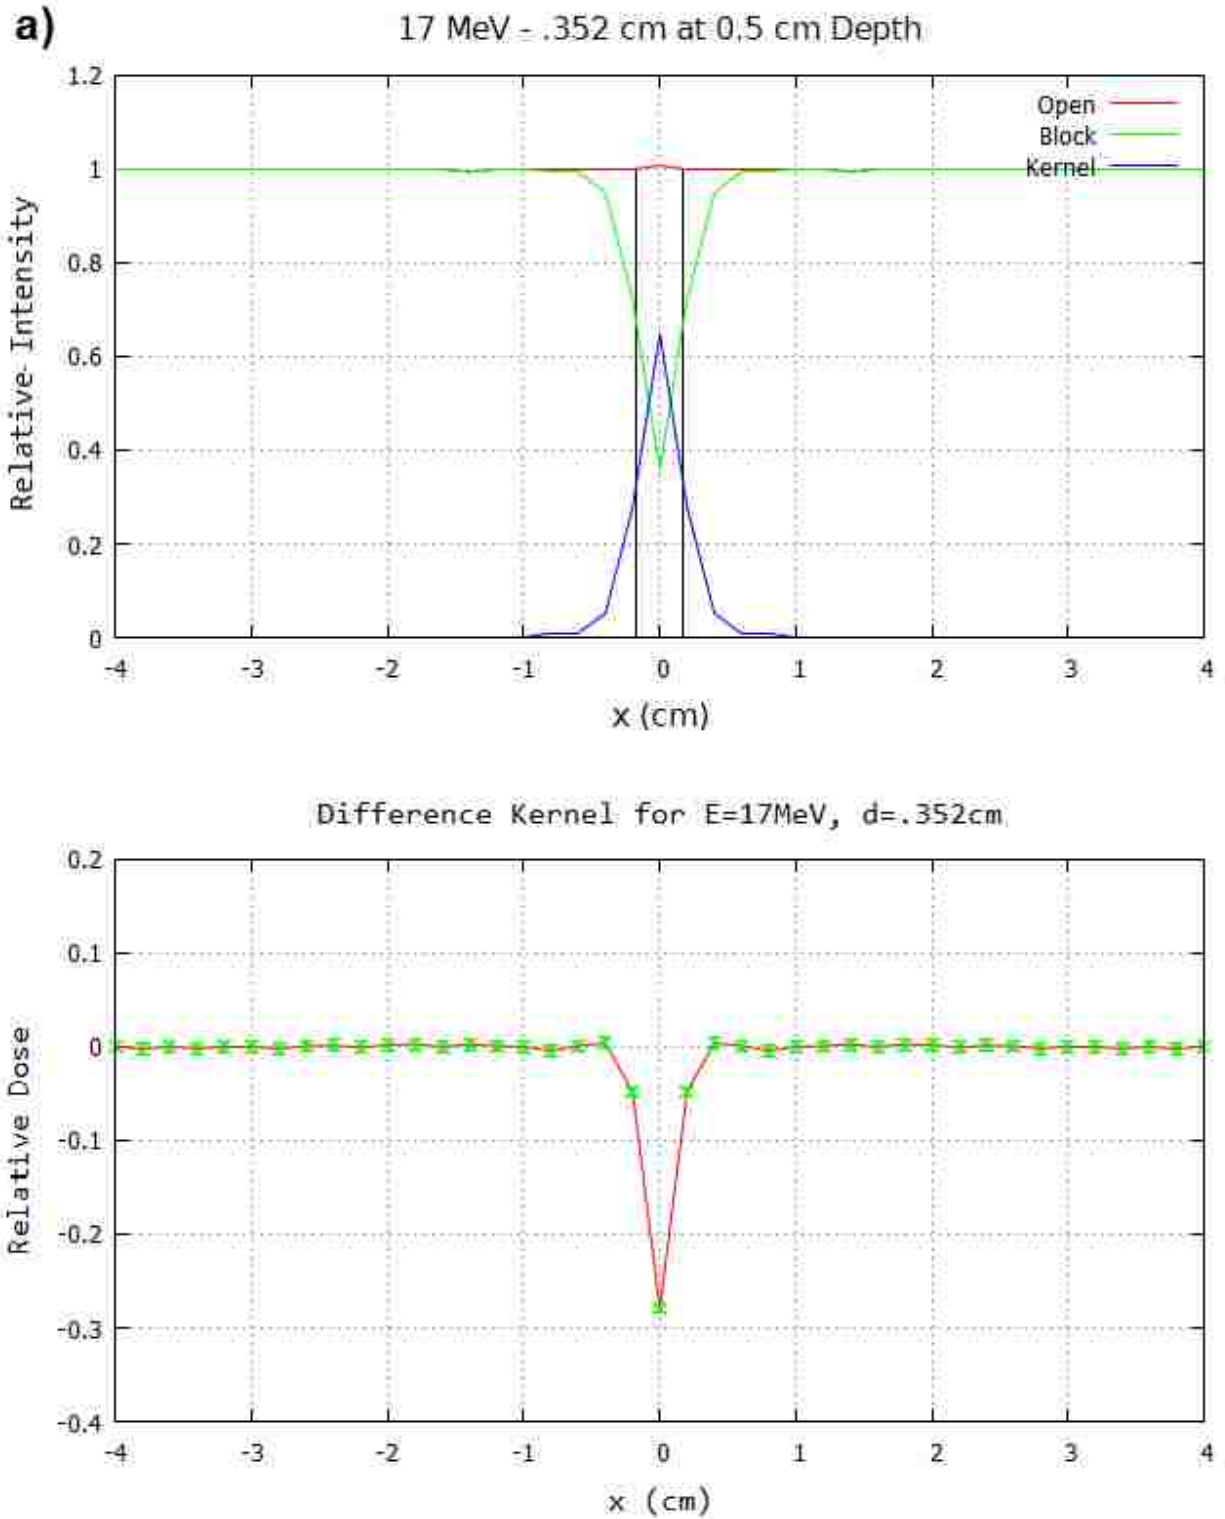 a)
17 MeV - .352 cm at 0.5 cm Depth
1.2
1
0.8
0.6
0.4
0.2
0
Relative Intensity
Open
Block
Kernel
-4 -3 -2 -1 0 1 2 3 4
x (cm)
Difference Kernel for E=17MeV, d=.352cm
0.2
0.1
0
-0.1
-0.2
-0.3
-0.4
Relative Dose
-4 -3 -2 -1 0 1 2 3 4
x (cm)